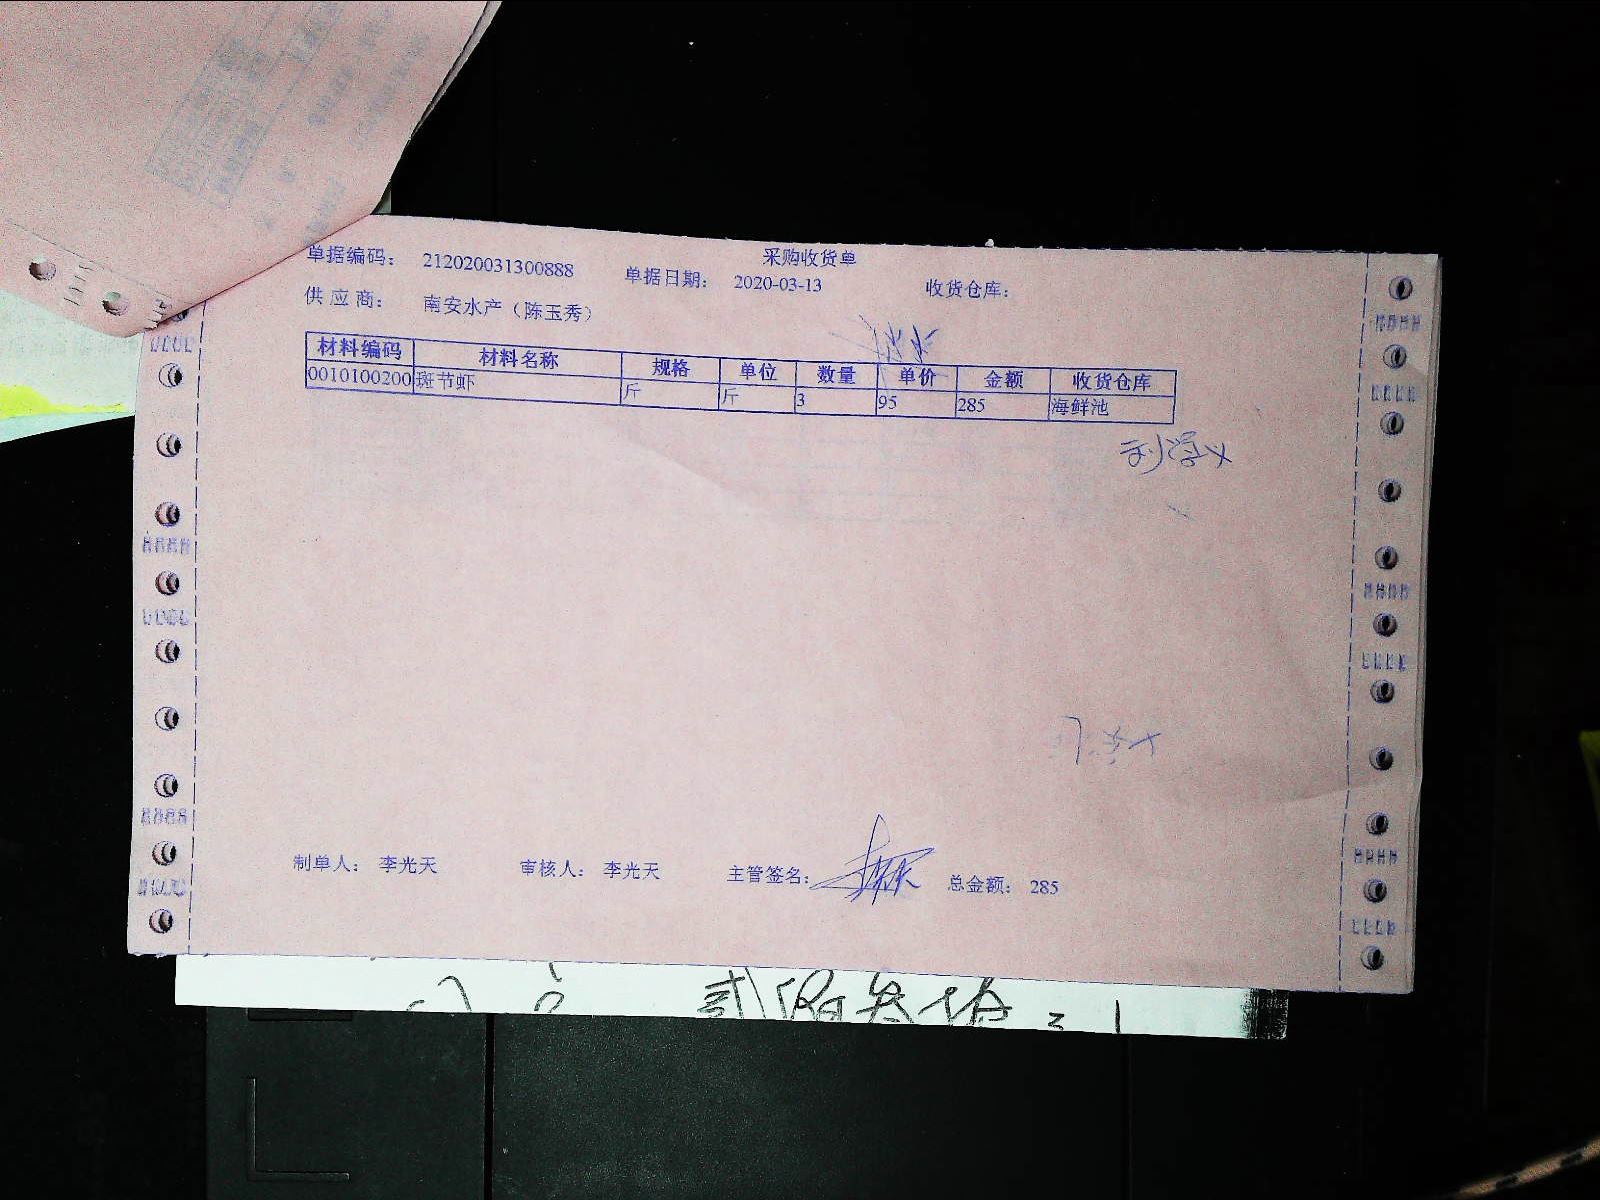 采购收货单
单据编码： 212020031300888 单据日期： 2020-03-13 收货仓库：
供 应 商： 南安水产（陈玉秀）
材料编码 材料名称 规格 单位 数量 单价 金额 收货仓库
0010100200 斑节虾 斤 斤 3 95 285 海鲜池
制单人： 李光天 审核人： 李光天 主管签名： 总金额： 285